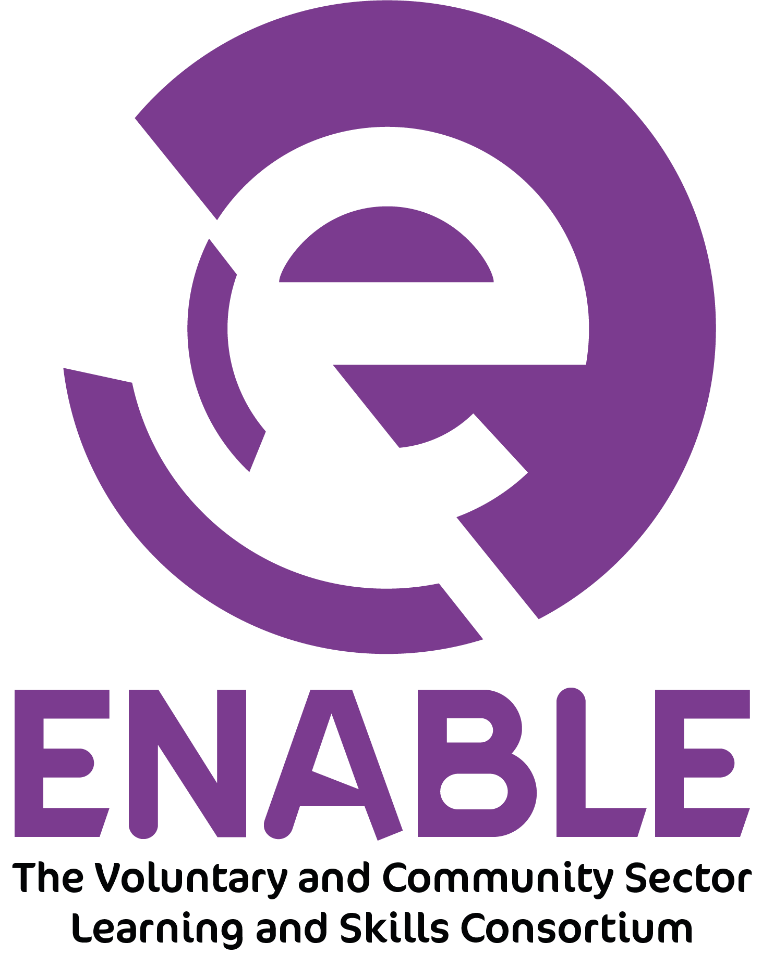 e
ENABLE
The Voluntary and Community Sector
Learning and Skills Consortium